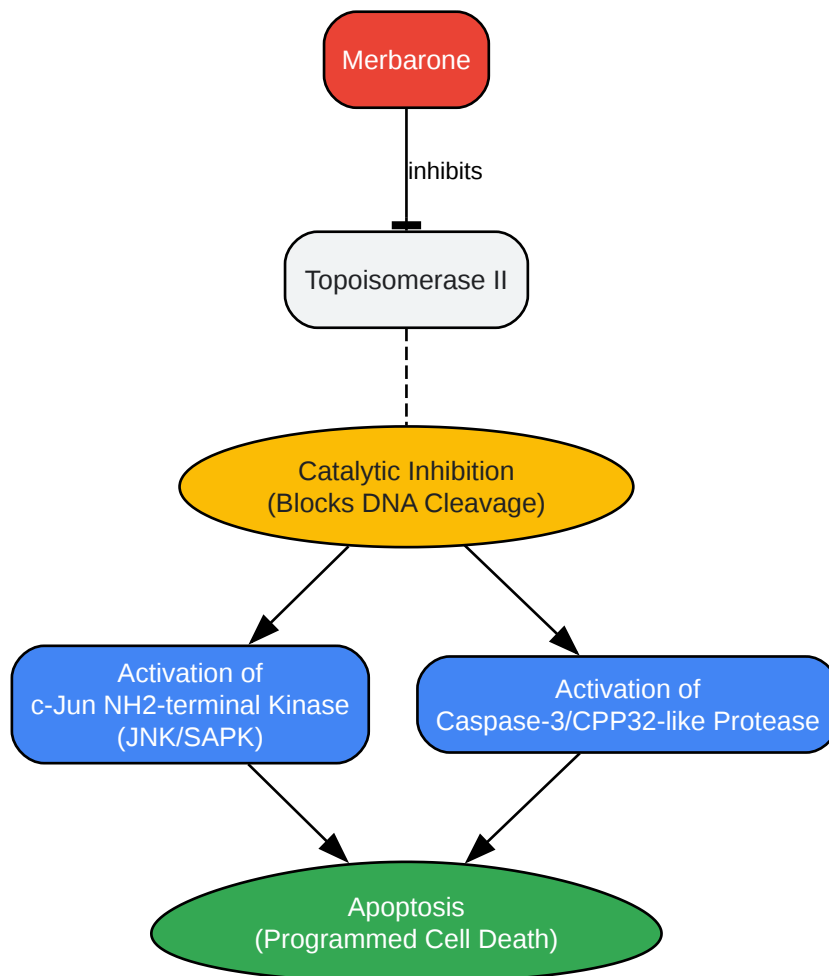 Merbarone
inhibits
Topoisomerase II
Catalytic Inhibition
(Blocks DNA Cleavage)
Activation of
c-Jun NH2-terminal Kinase
(JNK/SAPK)
Activation of
Caspase-3/CPP32-like Protease
Apoptosis
(Programmed Cell Death)